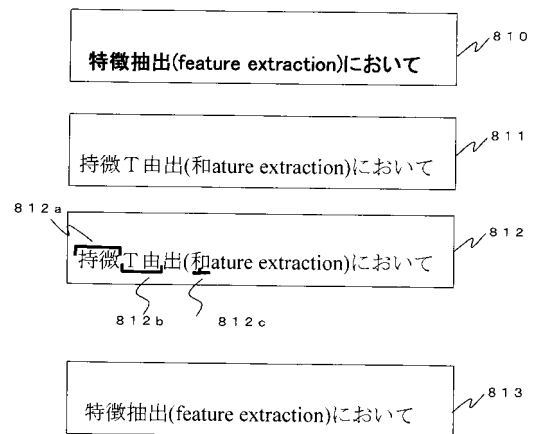 特徴抽出(feature extraction)において
810
持微T由出(和ature extraction)において
811
812a
812
持微T由出(和ature extraction)において
812b
812c
特徴抽出(feature extraction)において
813